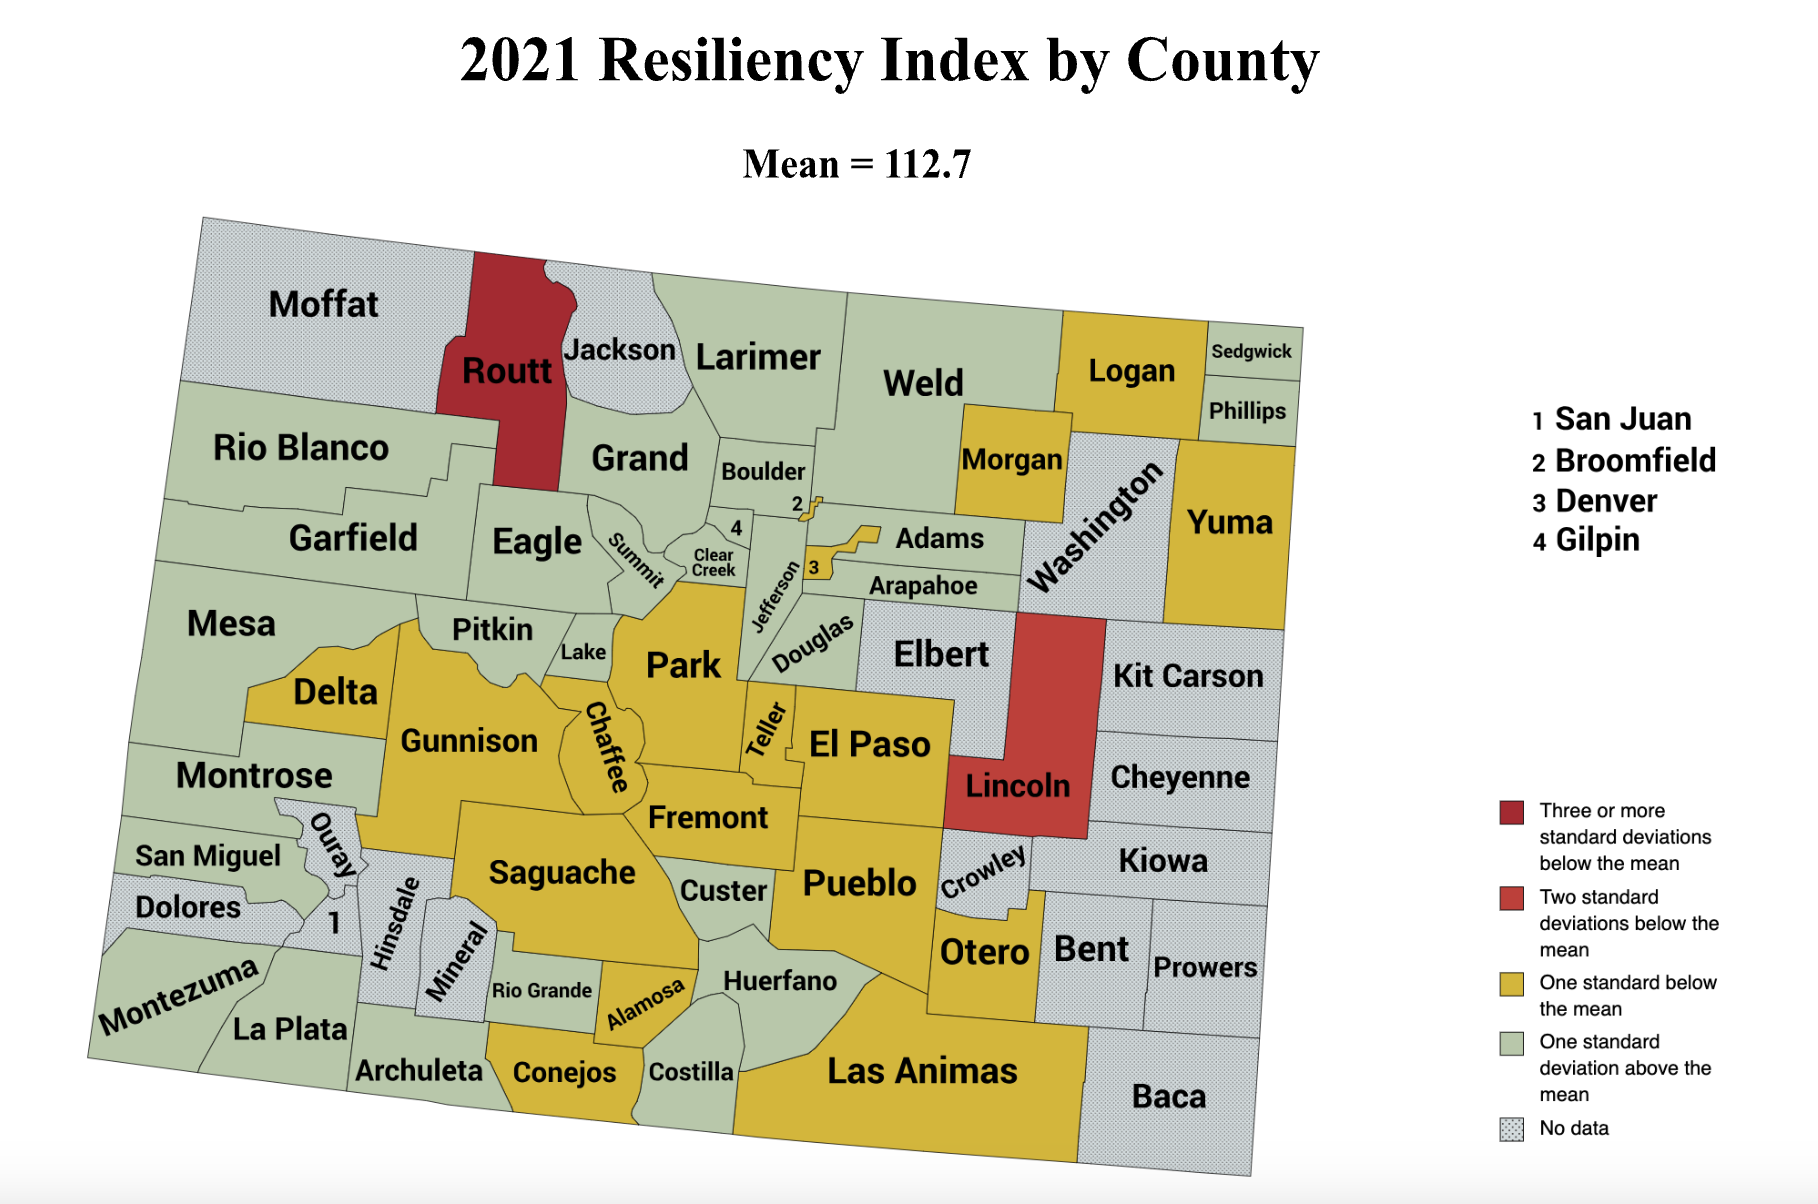 2021 Resiliency Index by County
Mean = 112.7
Moffat
Routt
Jackson
Larimer
Weld
Logan
Sedgwick
Phillips
Rio Blanco
Grand
Boulder
2
Morgan
Washington
Yuma
Garfield
Eagle
Summit
4
Clear
Creek
Jefferson
3
Adams
Arapahoe
Mesa
Pitkin
Lake
Park
Douglas
Elbert
Kit Carson
Delta
Gunnison
Chaffee
Teller
El Paso
Lincoln
Cheyenne
Montrose
Ouray
Fremont
San Miguel
Saguache
Custer
Pueblo
Crowley
Kiowa
Dolores
1
Hinsdale
Mineral
Otero
Bent
Prowers
Montezuma
La Plata
Rio Grande
Alamosa
Huerfano
Archuleta
Conejos
Costilla
Las Animas
Baca
1 San Juan
2 Broomfield
3 Denver
4 Gilpin
Three or more
standard deviations
below the mean
Two standard
deviations below the
mean
One standard below
the mean
One standard
deviation above the
mean
No data